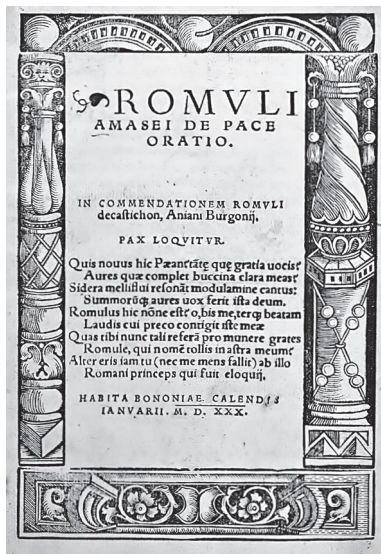 ROMVLI
AMASEI DE PACE
ORATIO.
IN COMMENDATIONEM ROMVLI
decastichon, Aniani Burgonij.
PAX LOQVITVR.
Quis nouus hic Pæan? tãtę quę gratia uocis?
Aures quæ complet buccina clara meas?
Sidera melliflui resonãt modulamine cantus:
Summorũq; aures uox ferit ista deum.
Romulus hic nõne est? o, bis me, terq; beatam
Laudis cui preco contigit iste meæ
Quas tibi nunc tali referã pro munere grates
Romule, qui nomẽ tollis in astra meum?
Alter eris iam tu (nec me mens fallit) ab illo
Romani princeps qui fuit eloquij.
HABITA BONONIAE CALENDIS
IANVARII. M. D. XXX.